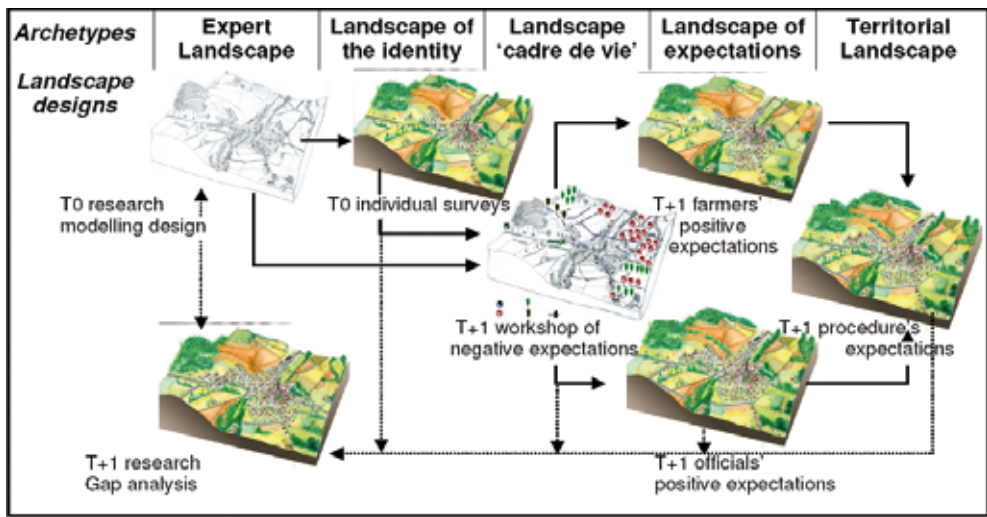 Archetypes
Expert
Landscape
Landscape of
the identity
Landscape
'cadre de vie'
Landscape of
expectations
Territorial
Landscape
Landscape
designs
T0 research
modelling design
T0 individual surveys
T+1 farmers'
positive
expectations
T+1 workshop of
negative expectations
T+1 procedure's
expectations
T+1 research
Gap analysis
T+1 officials'
positive expectations